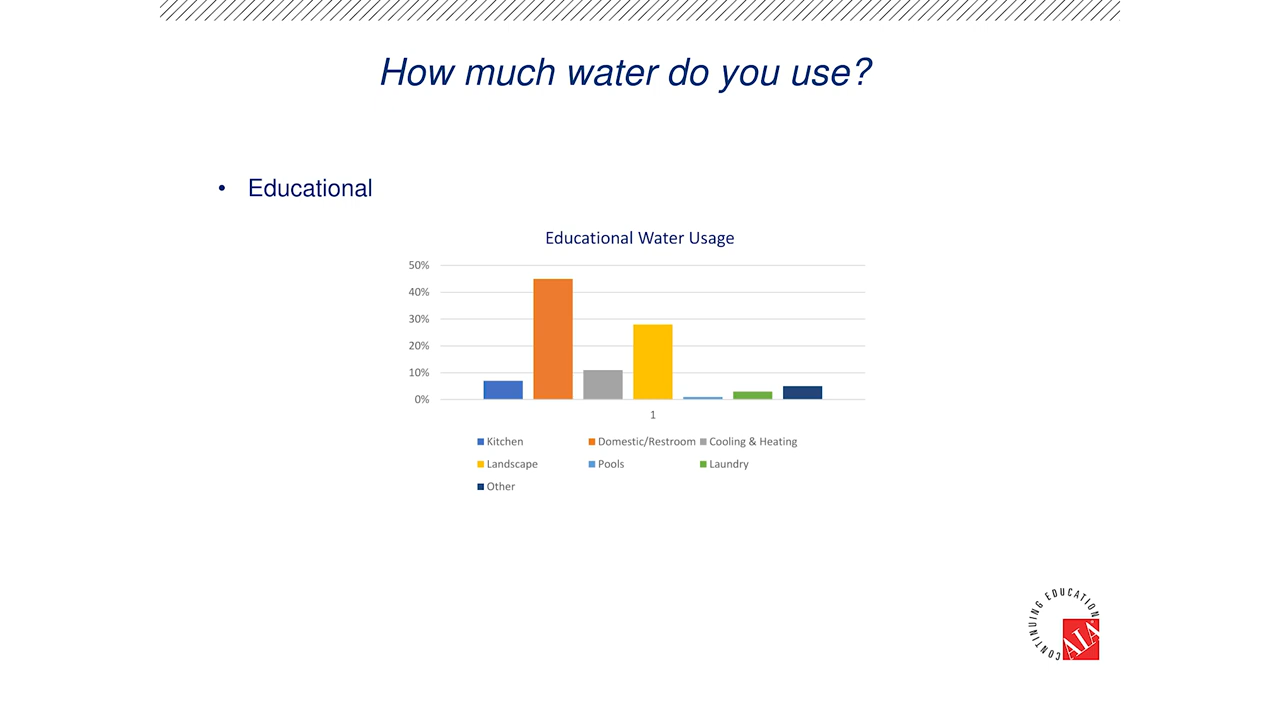 How much water do you use?
• Educational
Educational Water Usage
50%
40%
30%
20%
10%
0%
1
Kitchen
Domestic/Restroom
Cooling & Heating
Landscape
Pools
Laundry
Other
CONTINUING EDUCATION
AIA